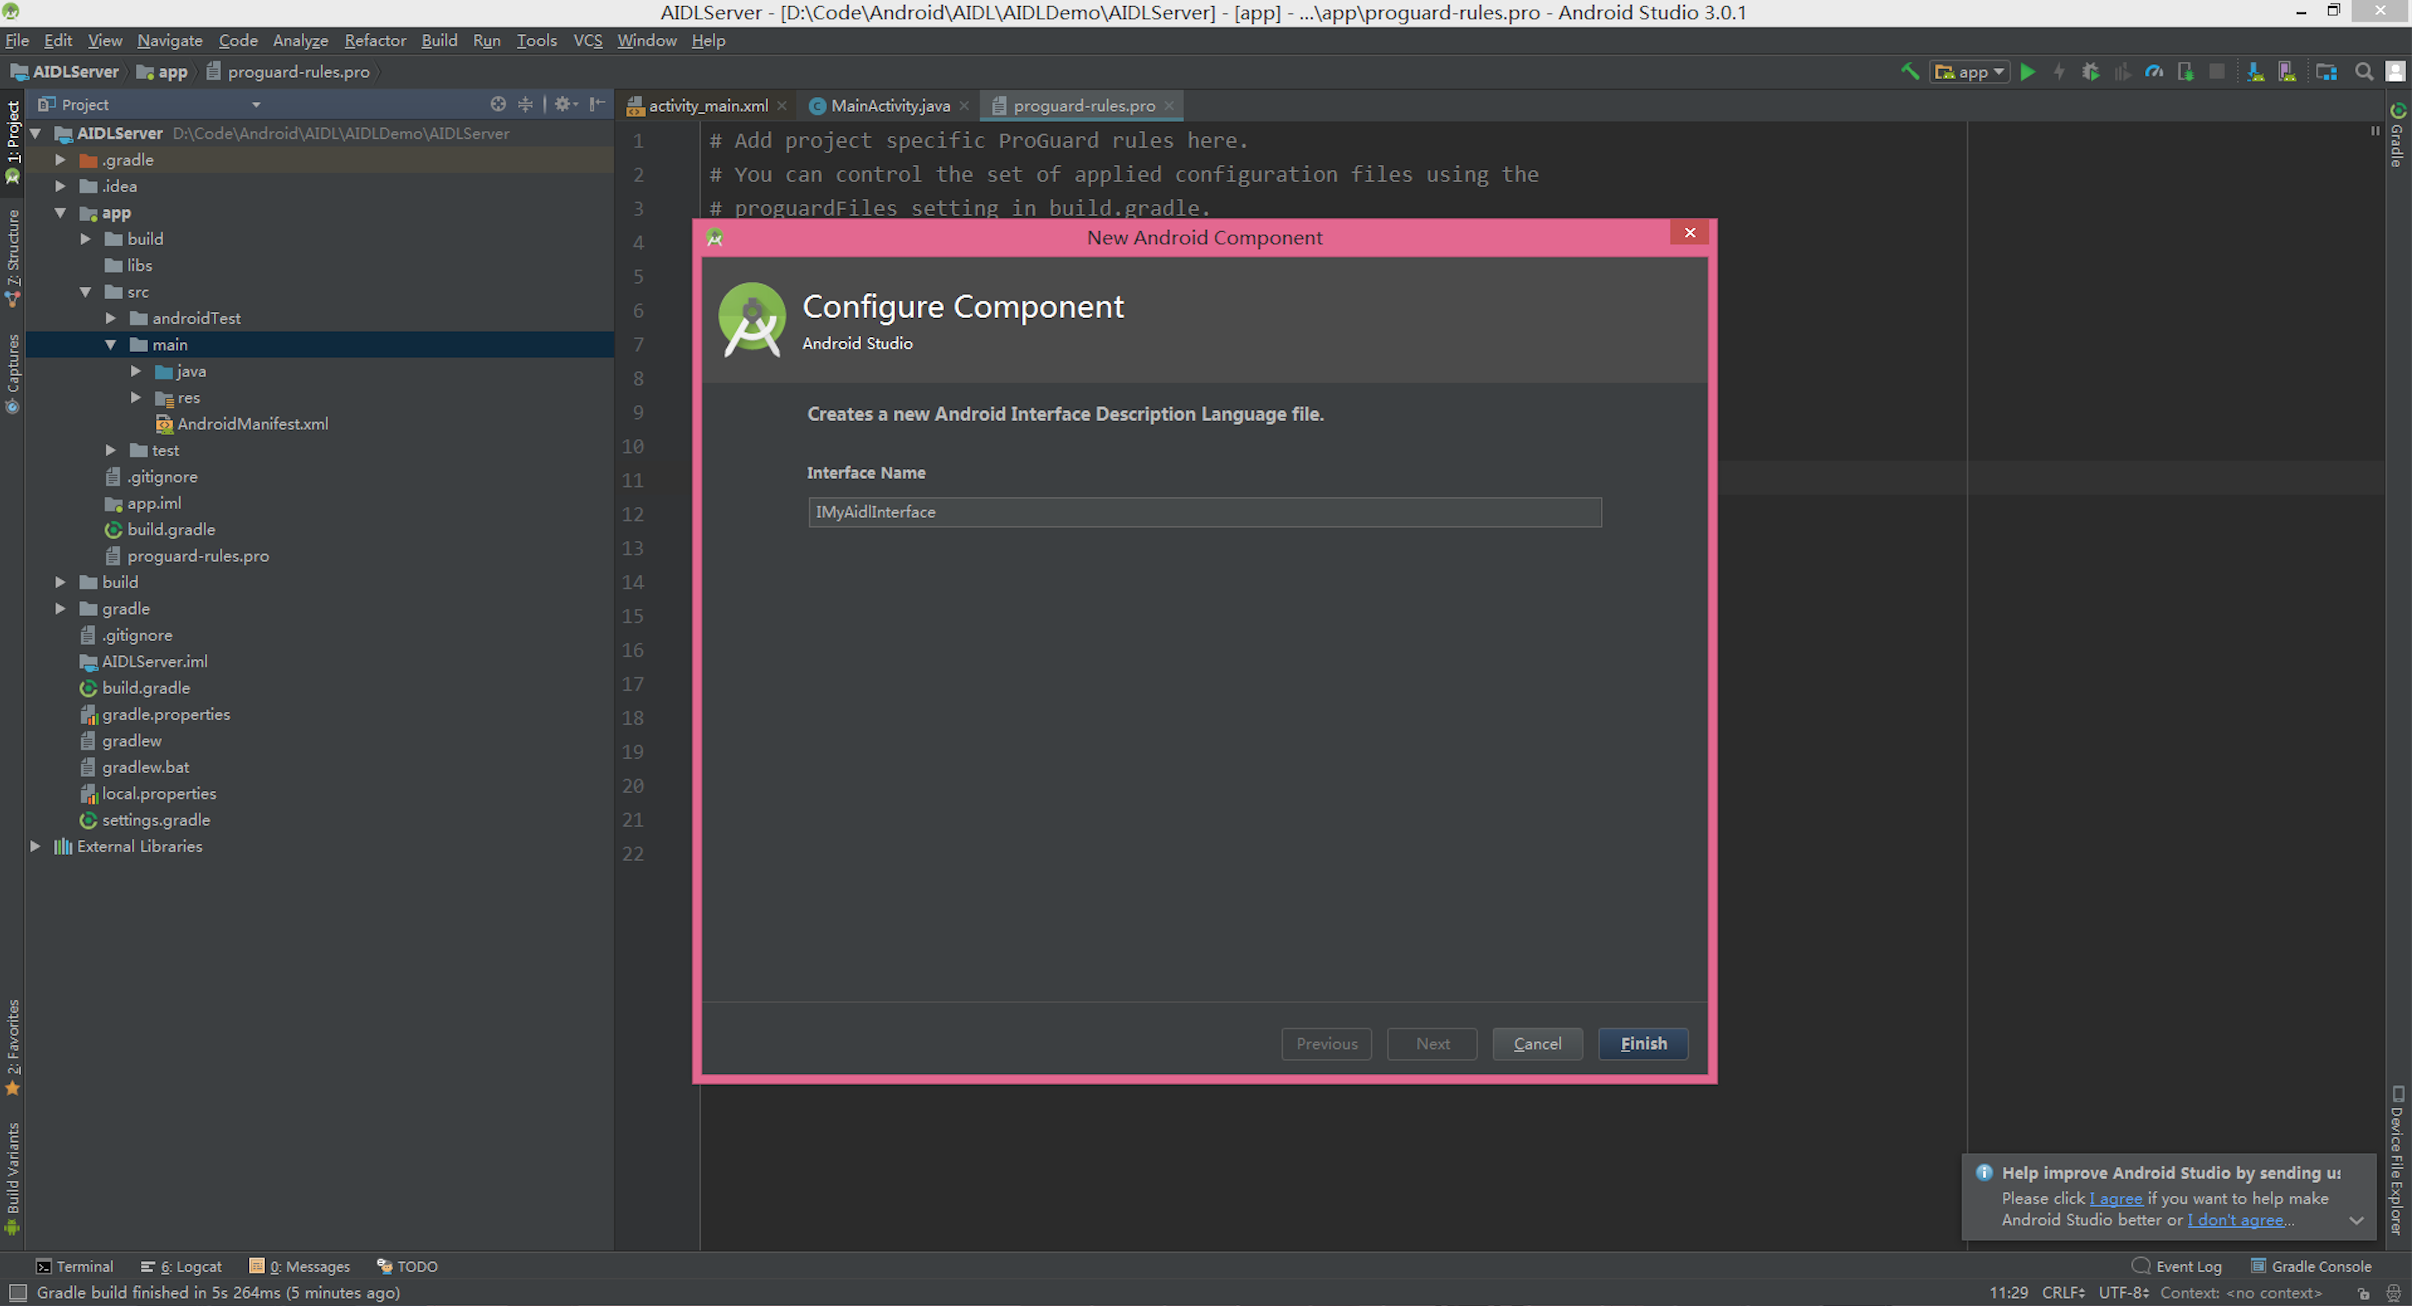 AIDLServer - [D:\Code\Android\AIDL\AIDLDemo\AIDLServer] - [app] - ...\app\proguard-rules.pro - Android Studio 3.0.1
File Edit View Navigate Code Analyze Refactor Build Run Tools VCS Window Help
AIDLServer app proguard-rules.pro
app
1: Project
7: Structure
Captures
2: Favorites
Build Variants
Project
AIDLServer D:\Code\Android\AIDL\AIDLDemo\AIDLServer
.gradle
.idea
app
build
libs
src
androidTest
main
java
res
AndroidManifest.xml
test
.gitignore
app.iml
build.gradle
proguard-rules.pro
build
gradle
.gitignore
AIDLServer.iml
build.gradle
gradle.properties
gradlew
gradlew.bat
local.properties
settings.gradle
External Libraries
activity_main.xml MainActivity.java proguard-rules.pro
1 # Add project specific ProGuard rules here.
2 # You can control the set of applied configuration files using the
3 # proguardFiles setting in build.gradle.
4
5
6
7
8
9
10
11
12
13
14
15
16
17
18
19
20
21
22
New Android Component
Configure Component
Android Studio
Creates a new Android Interface Description Language file.
Interface Name
IMyAidlInterface
Previous Next Cancel Finish
Gradle
Device File Explorer
Help improve Android Studio by sending us
Please click I agree if you want to help make
Android Studio better or I don't agree...
Terminal 6: Logcat 0: Messages TODO Event Log Gradle Console
Gradle build finished in 5s 264ms (5 minutes ago) 11:29 CRLF UTF-8 Context: <no context>